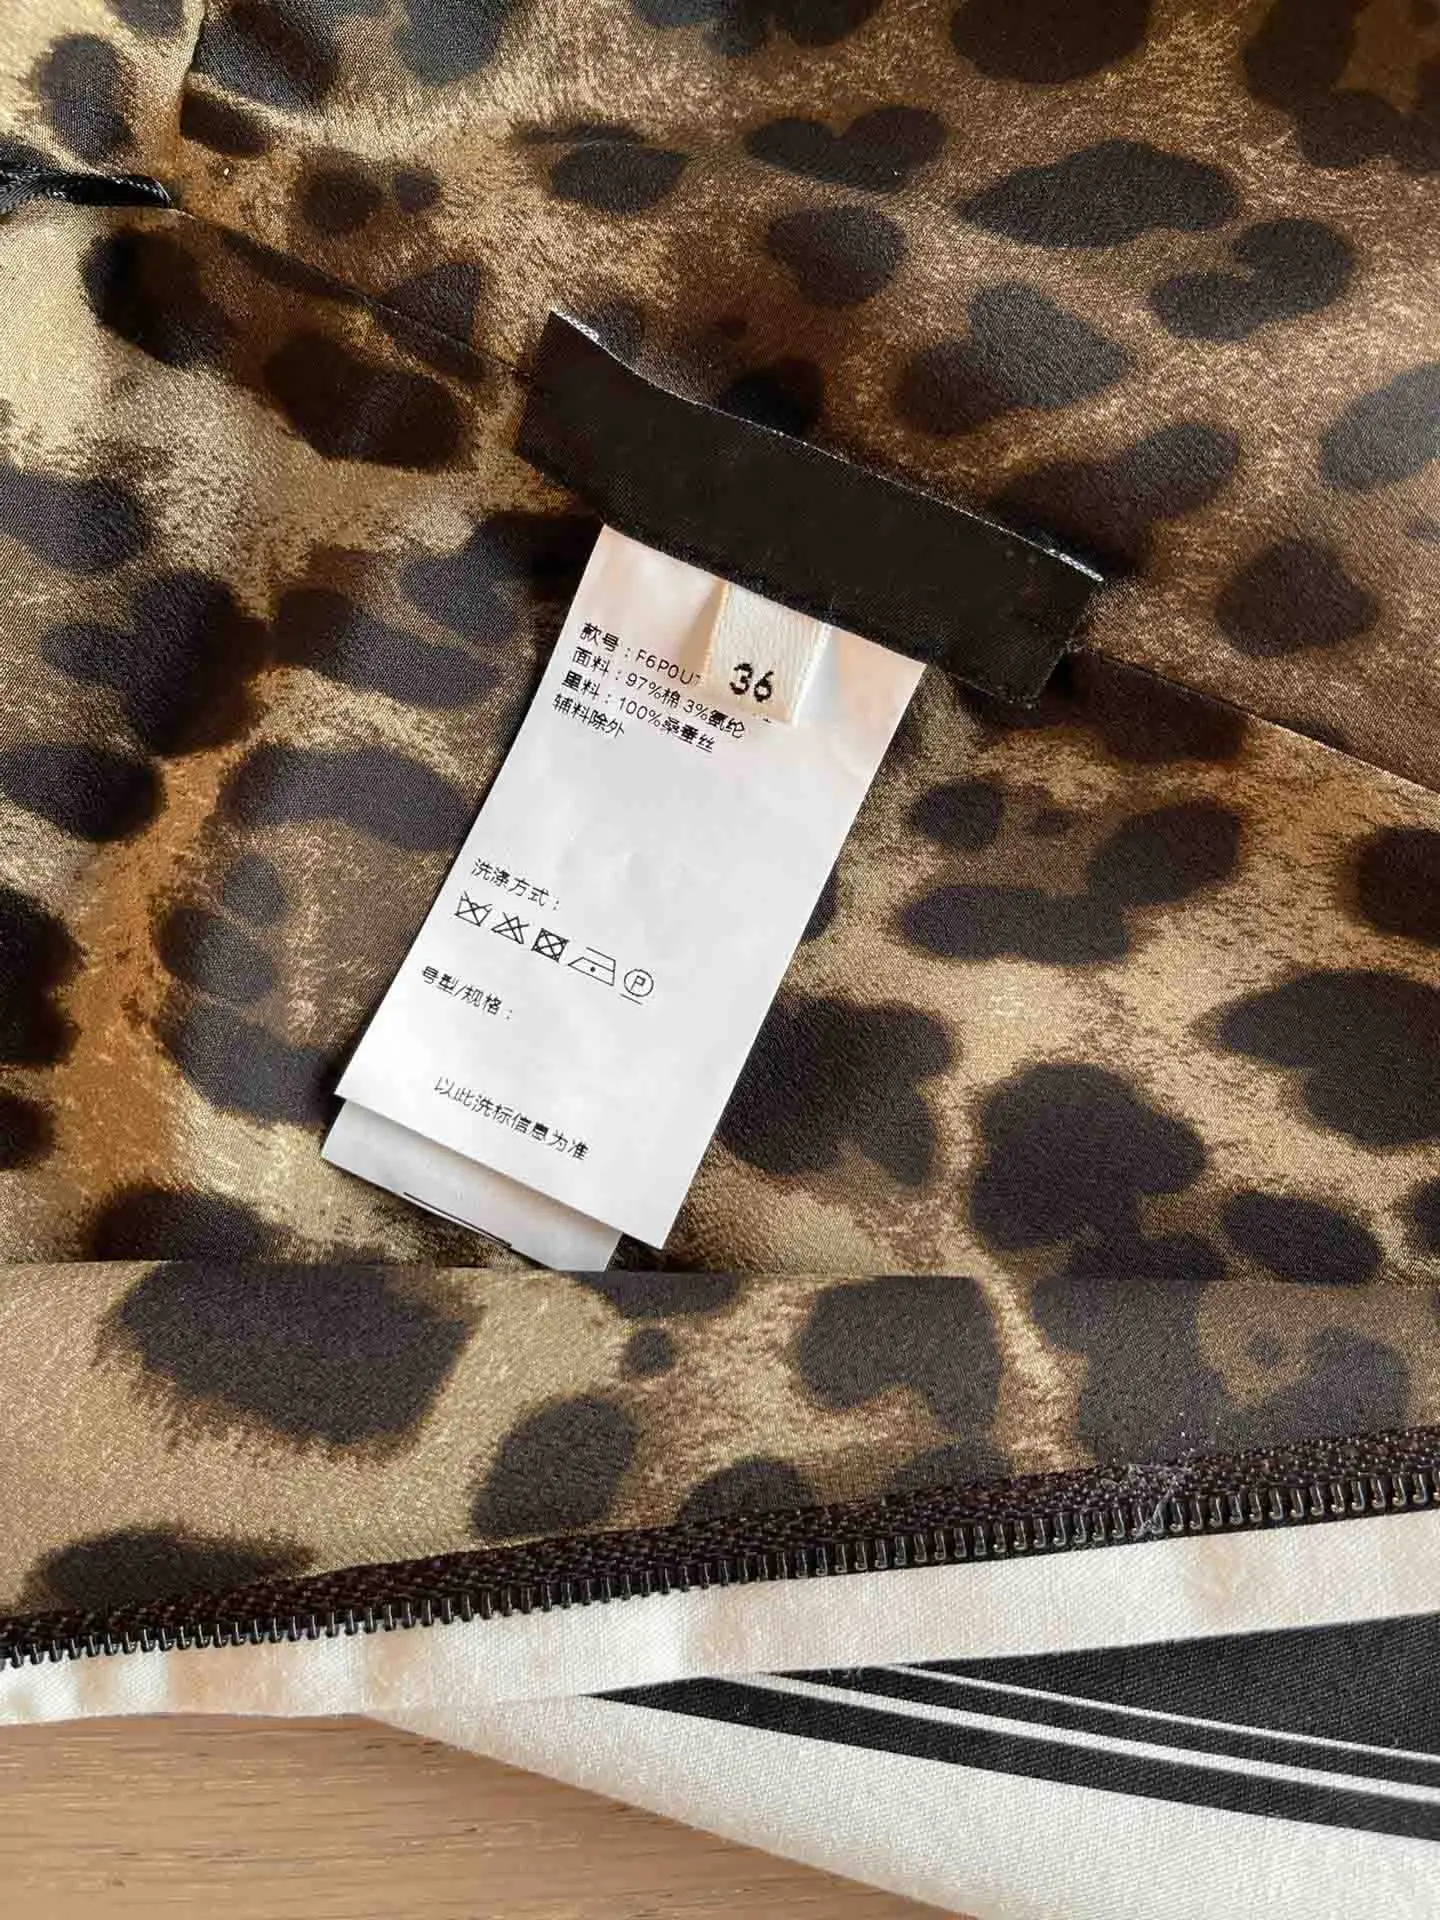 36
款号：F6P0U
面料：97%棉 3%氨纶
里料：100%桑蚕丝
辅料除外
洗涤方式：
P
号型/规格：
以此洗标信息为准